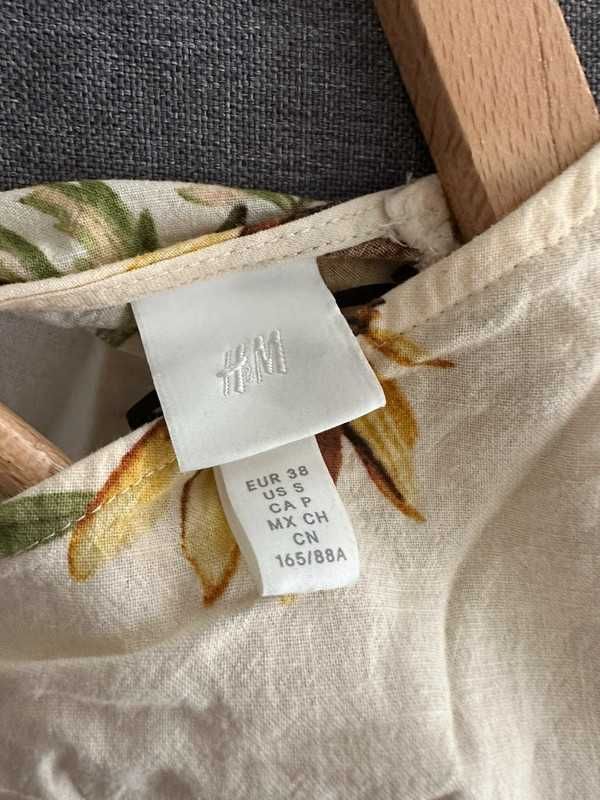 H&M
EUR 38
US S
CA P
MX CH
CN
165/88A